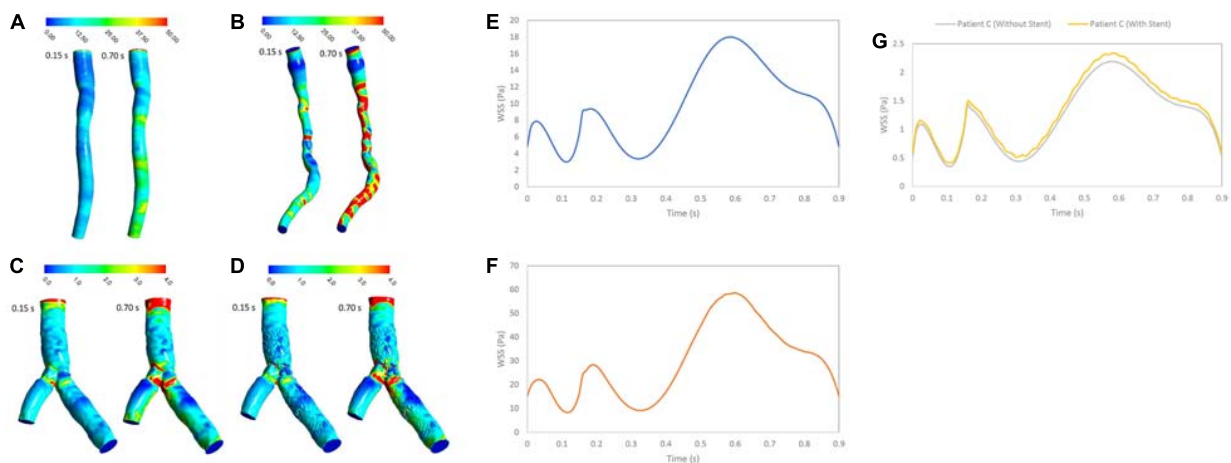 A
0.00
12.50
25.00
37.50
50.00
0.15 s
0.70 s
B
0.00
12.50
25.00
37.50
50.00
0.15 s
0.70 s
C
0.0
1.0
2.0
3.0
4.0
0.15 s
0.70 s
D
0.0
1.0
2.0
3.0
4.0
0.15 s
0.70 s
E
WSS (Pa)
20
18
16
14
12
10
8
6
4
2
0
0 0.1 0.2 0.3 0.4 0.5 0.6 0.7 0.8 0.9
Time (s)
F
WSS (Pa)
70
60
50
40
30
20
10
0
0 0.1 0.2 0.3 0.4 0.5 0.6 0.7 0.8 0.9
Time (s)
G
Patient C (Without Stent) Patient C (With Stent)
WSS (Pa)
2.5
2
1.5
1
0.5
0
0 0.1 0.2 0.3 0.4 0.5 0.6 0.7 0.8 0.9
Time (s)